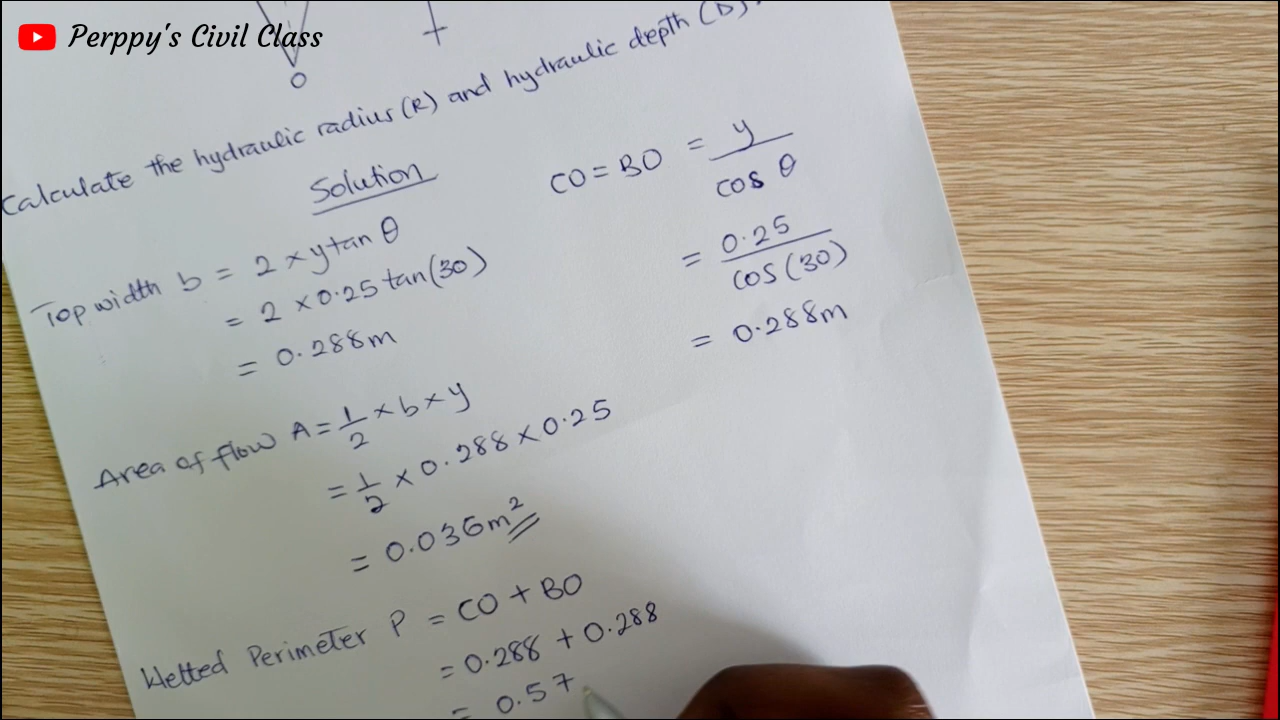 Perppy's Civil Class
O
Calculate the hydraulic radius (R) and hydraulic depth (D).
Solution
Top width b = 2 × y tan θ
= 2 × 0.25 tan(30)
= 0.288m
Area of flow A = 1/2 × b × y
= 1/2 × 0.288 × 0.25
= 0.036m²
Wetted Perimeter P = CO + BO
= 0.288 + 0.288
= 0.57
CO = BO = y / cos θ
= 0.25 / cos(30)
= 0.288m